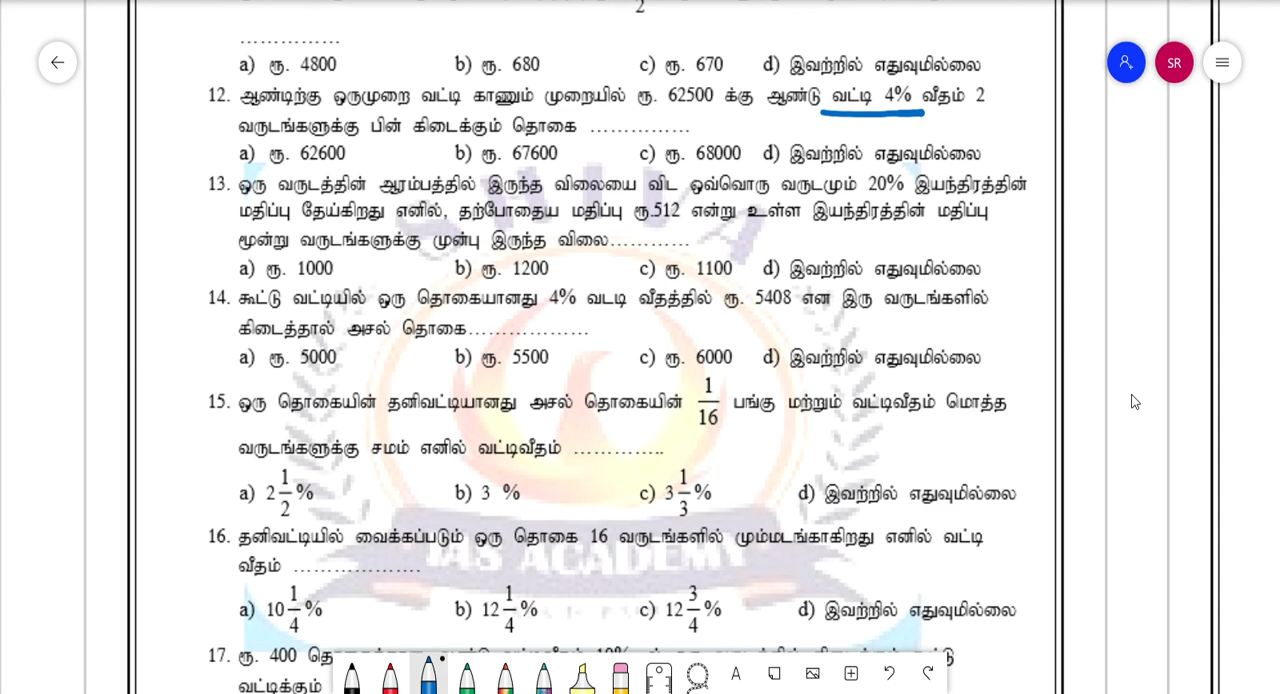 2
……………
a) ரூ. 4800 b) ரூ. 680 c) ரூ. 670 d) இவற்றில் எதுவுமில்லை
SR
12. ஆண்டிற்கு ஒருமுறை வட்டி காணும் முறையில் ரூ. 62500 க்கு ஆண்டு வட்டி 4% வீதம் 2
வருடங்களுக்கு பின் கிடைக்கும் தொகை ……………
a) ரூ. 62600 b) ரூ. 67600 c) ரூ. 68000 d) இவற்றில் எதுவுமில்லை
13. ஒரு வருடத்தின் ஆரம்பத்தில் இருந்த விலையை விட ஒவ்வொரு வருடமும் 20% இயந்திரத்தின்
மதிப்பு தேய்கிறது எனில், தற்போதைய மதிப்பு ரூ.512 என்று உள்ள இயந்திரத்தின் மதிப்பு
மூன்று வருடங்களுக்கு முன்பு இருந்த விலை…………
a) ரூ. 1000 b) ரூ. 1200 c) ரூ. 1100 d) இவற்றில் எதுவுமில்லை
14. கூட்டு வட்டியில் ஒரு தொகையானது 4% வடடி வீதத்தில் ரூ. 5408 என இரு வருடங்களில்
கிடைத்தால் அசல் தொகை………………
a) ரூ. 5000 b) ரூ. 5500 c) ரூ. 6000 d) இவற்றில் எதுவுமில்லை
15. ஒரு தொகையின் தனிவட்டியானது அசல் தொகையின் 1/16 பங்கு மற்றும் வட்டிவீதம் மொத்த
வருடங்களுக்கு சமம் எனில் வட்டிவீதம் …………..
a) 2 1/2 % b) 3 % c) 3 1/3 % d) இவற்றில் எதுவுமில்லை
16. தனிவட்டியில் வைக்கப்படும் ஒரு தொகை 16 வருடங்களில் மும்மடங்காகிறது எனில் வட்டி
வீதம் ……………….
a) 10 1/4 % b) 12 1/4 % c) 12 3/4 % d) இவற்றில் எதுவுமில்லை
17. ரூ. 400
வட்டிக்கும்
SHIVA
IAS ACADEMY